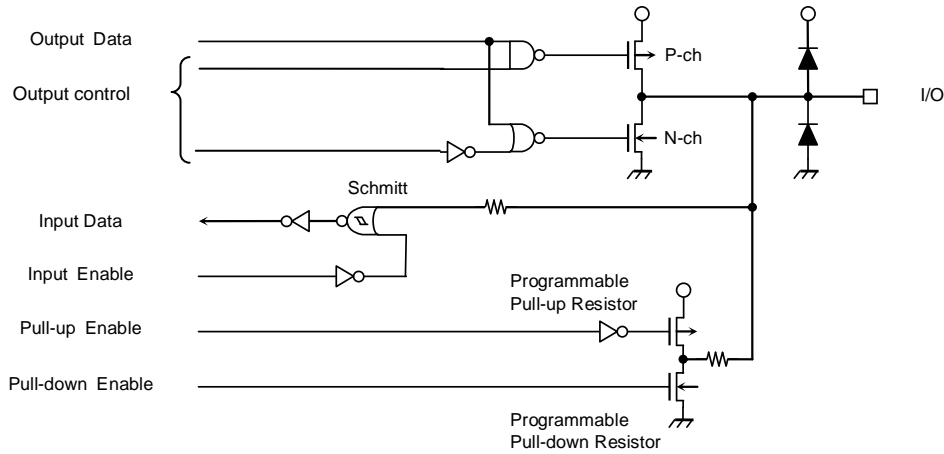 Output Data
P-ch
Output control
I/O
N-ch
Schmitt
Input Data
Input Enable
Programmable
Pull-up Resistor
Pull-up Enable
Pull-down Enable
Programmable
Pull-down Resistor